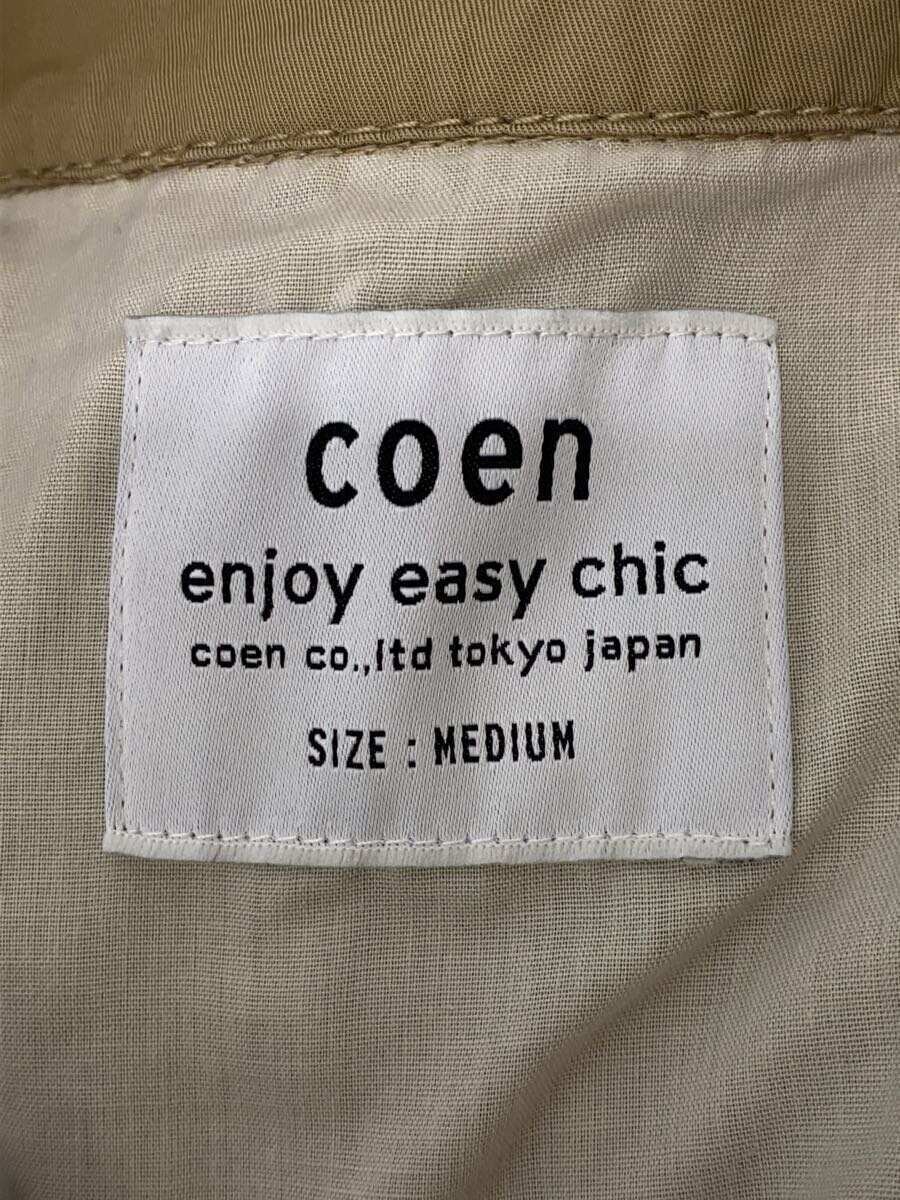 coen
enjoy easy chic
coen co.,ltd tokyo japan
SIZE : MEDIUM